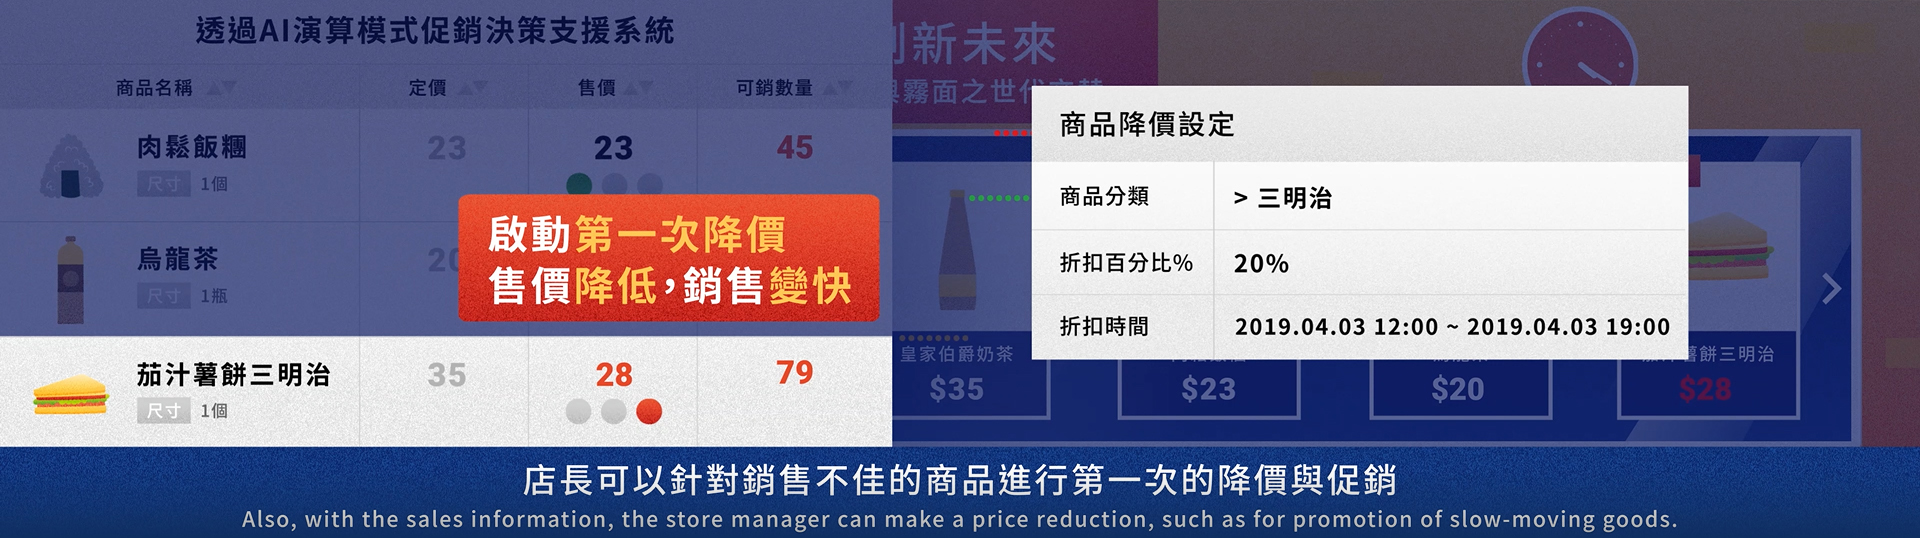 透過AI演算模式促銷決策支援系統
商品名稱 定價 售價 可銷數量
肉鬆飯糰 23 23 45
尺寸 1個
烏龍茶 20
尺寸 1瓶
啟動第一次降價
售價降低,銷售變快
茄汁薯餅三明治 35 28 79
尺寸 1個
創新未來
霧面之世代
商品降價設定
商品分類 > 三明治
折扣百分比% 20%
折扣時間 2019.04.03 12:00 ~ 2019.04.03 19:00
皇家伯爵奶茶 薯餅三明治
$35 $23 $20 $28
店長可以針對銷售不佳的商品進行第一次的降價與促銷
Also, with the sales information, the store manager can make a price reduction, such as for promotion of slow-moving goods.